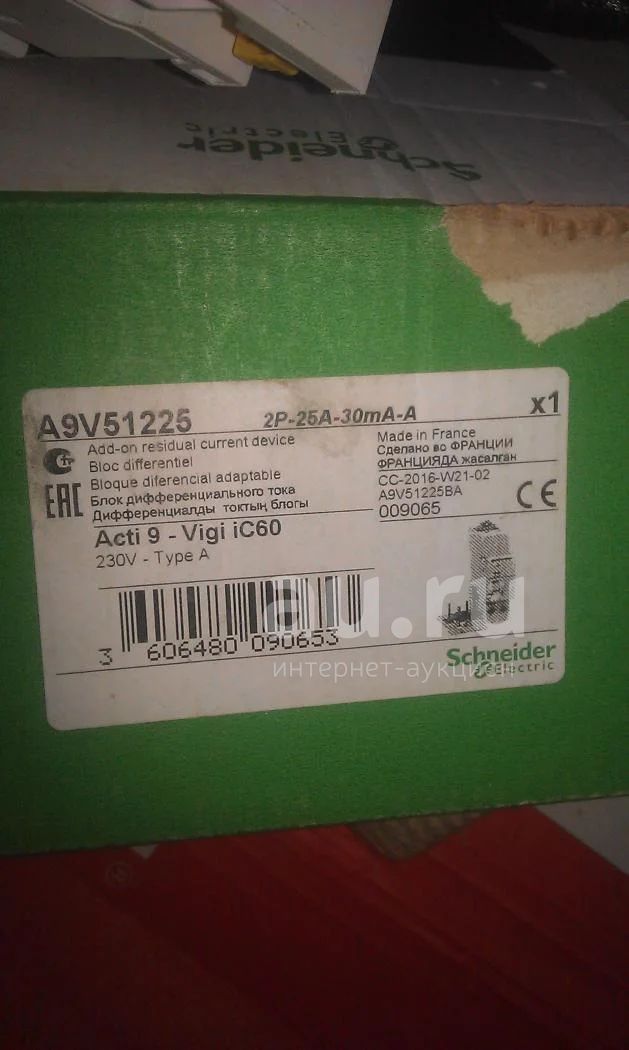 Schneider
Electric
A9V51225 2P-25A-30mA-A x1
Add-on residual current device
Bloc differentiel
Bloque diferencial adaptable
Блок дифференциального тока
Дифференциалды токтың блогы
EAC
Made in France
Сделано во ФРАНЦИИ
ФРАНЦИЯДА жасалган
CC-2016-W21-02
A9V51225BA
009065
CE
Acti 9 - Vigi iC60
230V - Type A
3 606480 090653
au.ru
интернет-аукцион
Schneider
Electric